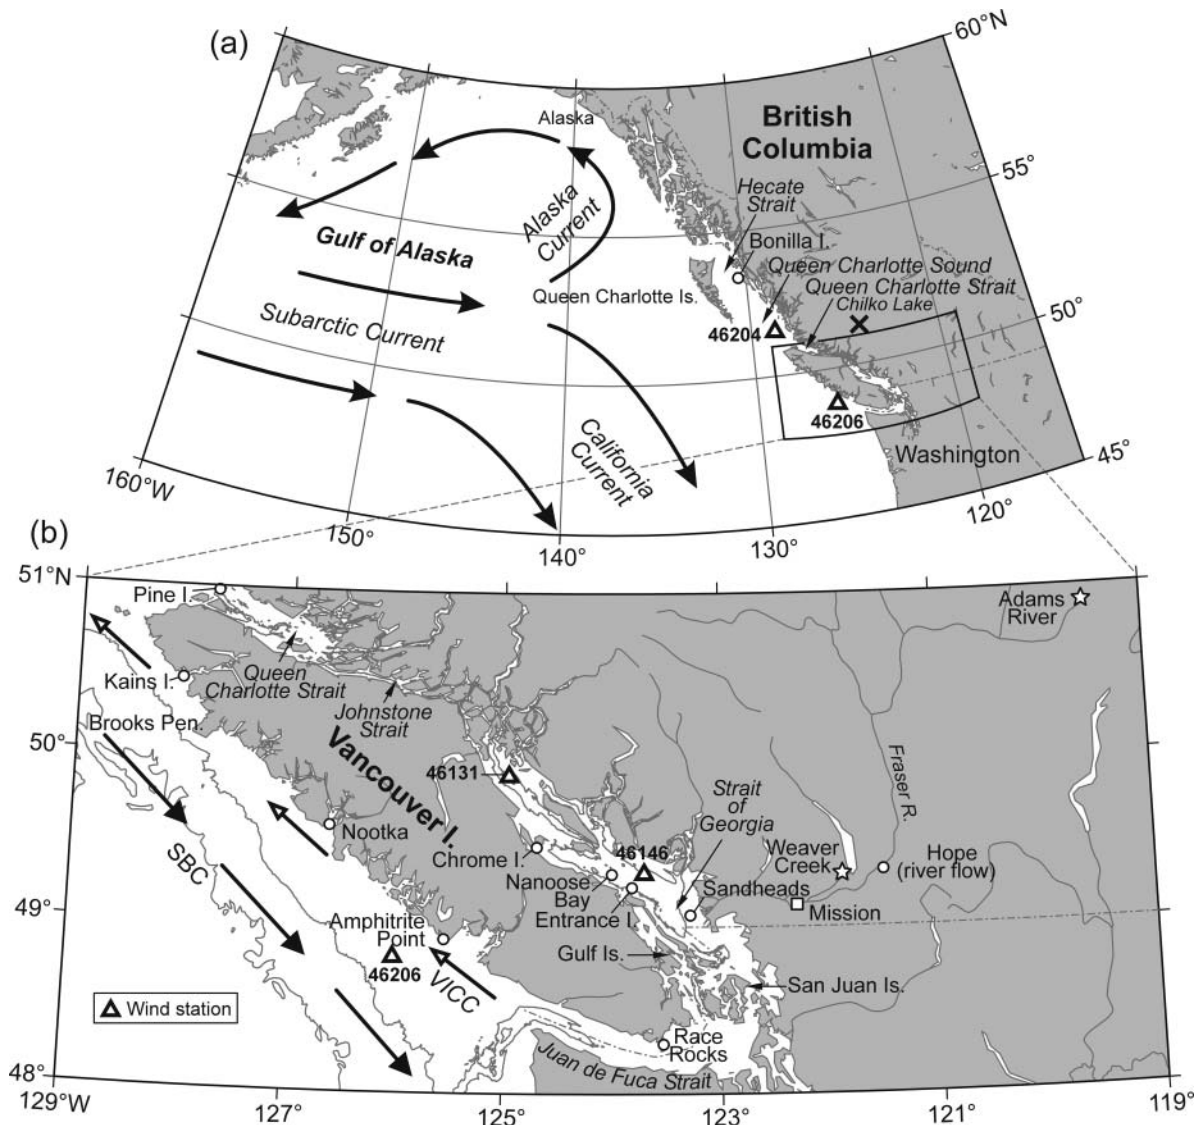 (a)
60°N
Alaska
British
Columbia
55°
Hecate
Strait
Alaska
Current
Gulf of Alaska
Bonilla I.
Queen Charlotte Sound
Queen Charlotte Is.
Queen Charlotte Strait
Chilko Lake
50°
Subarctic Current
46204
46206
California
Current
Washington
45°
160°W
150°
140°
130°
120°
(b)
51°N
Pine I.
Adams
River
Kains I.
Queen
Charlotte Strait
Johnstone
Strait
Brooks Pen.
50°
Vancouver I.
46131
Strait
of
Georgia
Fraser R.
SBC
Nootka
Chrome I.
46146
Weaver
Creek
Hope
(river flow)
Nanoose
Bay
Sandheads
Entrance I.
Mission
49°
Amphitrite
Point
46206
VICC
Gulf Is.
San Juan Is.
Wind station
Race
Rocks
Juan de Fuca Strait
48°
129°W
127°
125°
123°
121°
119°